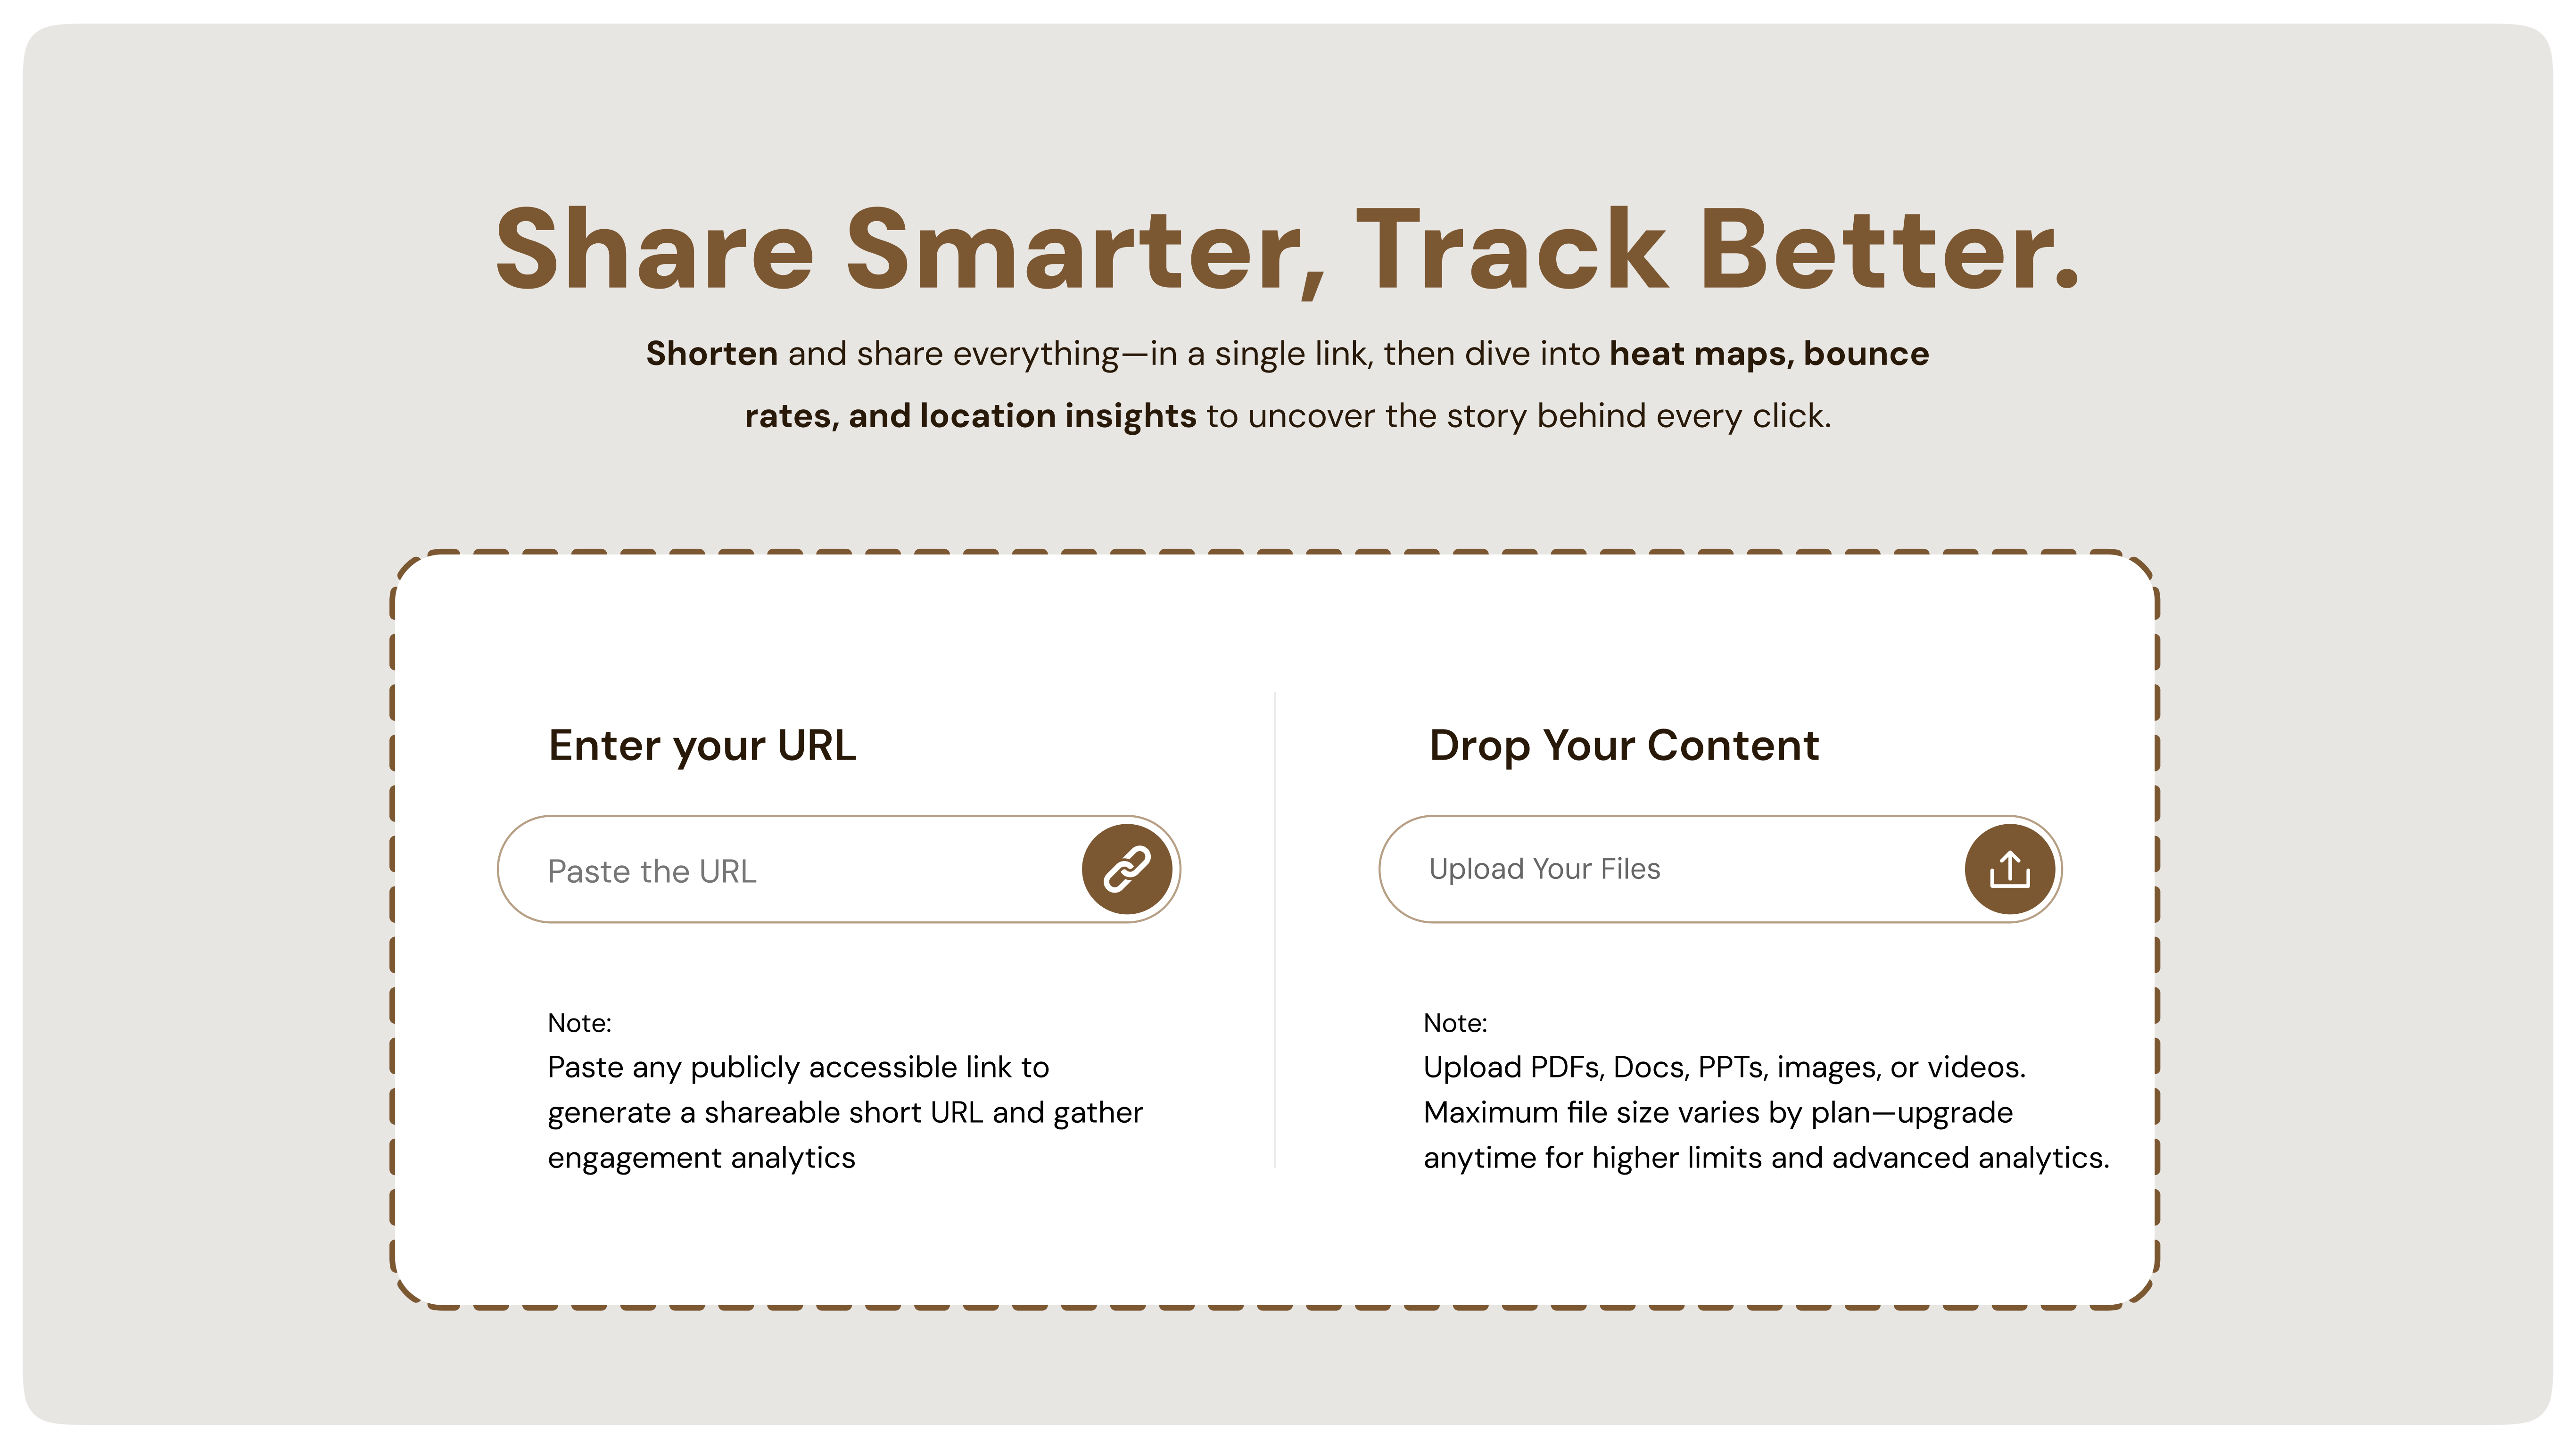 Share Smarter, Track Better.
Shorten and share everything—in a single link, then dive into heat maps, bounce
rates, and location insights to uncover the story behind every click.
Enter your URL
Paste the URL
Note:
Paste any publicly accessible link to
generate a shareable short URL and gather
engagement analytics
Drop Your Content
Upload Your Files
Note:
Upload PDFs, Docs, PPTs, images, or videos.
Maximum file size varies by plan—upgrade
anytime for higher limits and advanced analytics.